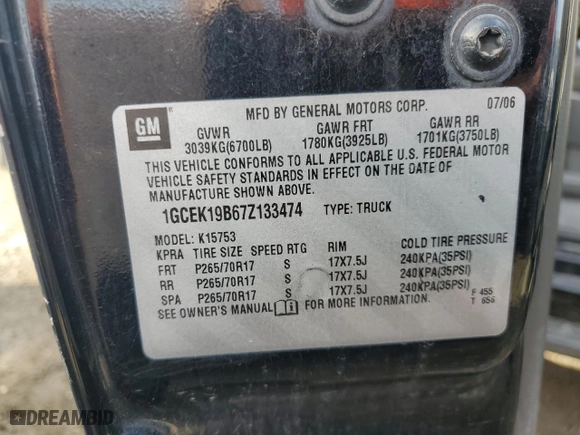 GM
MFD BY GENERAL MOTORS CORP. 07/06
GVWR GAWR FRT GAWR RR
3039KG(6700LB) 1780KG(3925LB) 1701KG(3750LB)
THIS VEHICLE CONFORMS TO ALL APPLICABLE U.S. FEDERAL MOTOR
VEHICLE SAFETY STANDARDS IN EFFECT ON THE DATE OF
MANUFACTURE SHOWN ABOVE.
1GCEK19B67Z133474 TYPE: TRUCK
MODEL: K15753
KPRA TIRE SIZE SPEED RTG RIM COLD TIRE PRESSURE
FRT P265/70R17 S 17X7.5J 240KPA(35PSI)
RR P265/70R17 S 17X7.5J 240KPA(35PSI)
SPA P265/70R17 S 17X7.5J 240KPA(35PSI)
SEE OWNER'S MANUAL FOR MORE INFORMATION. F 455
T 656
DREAMBID